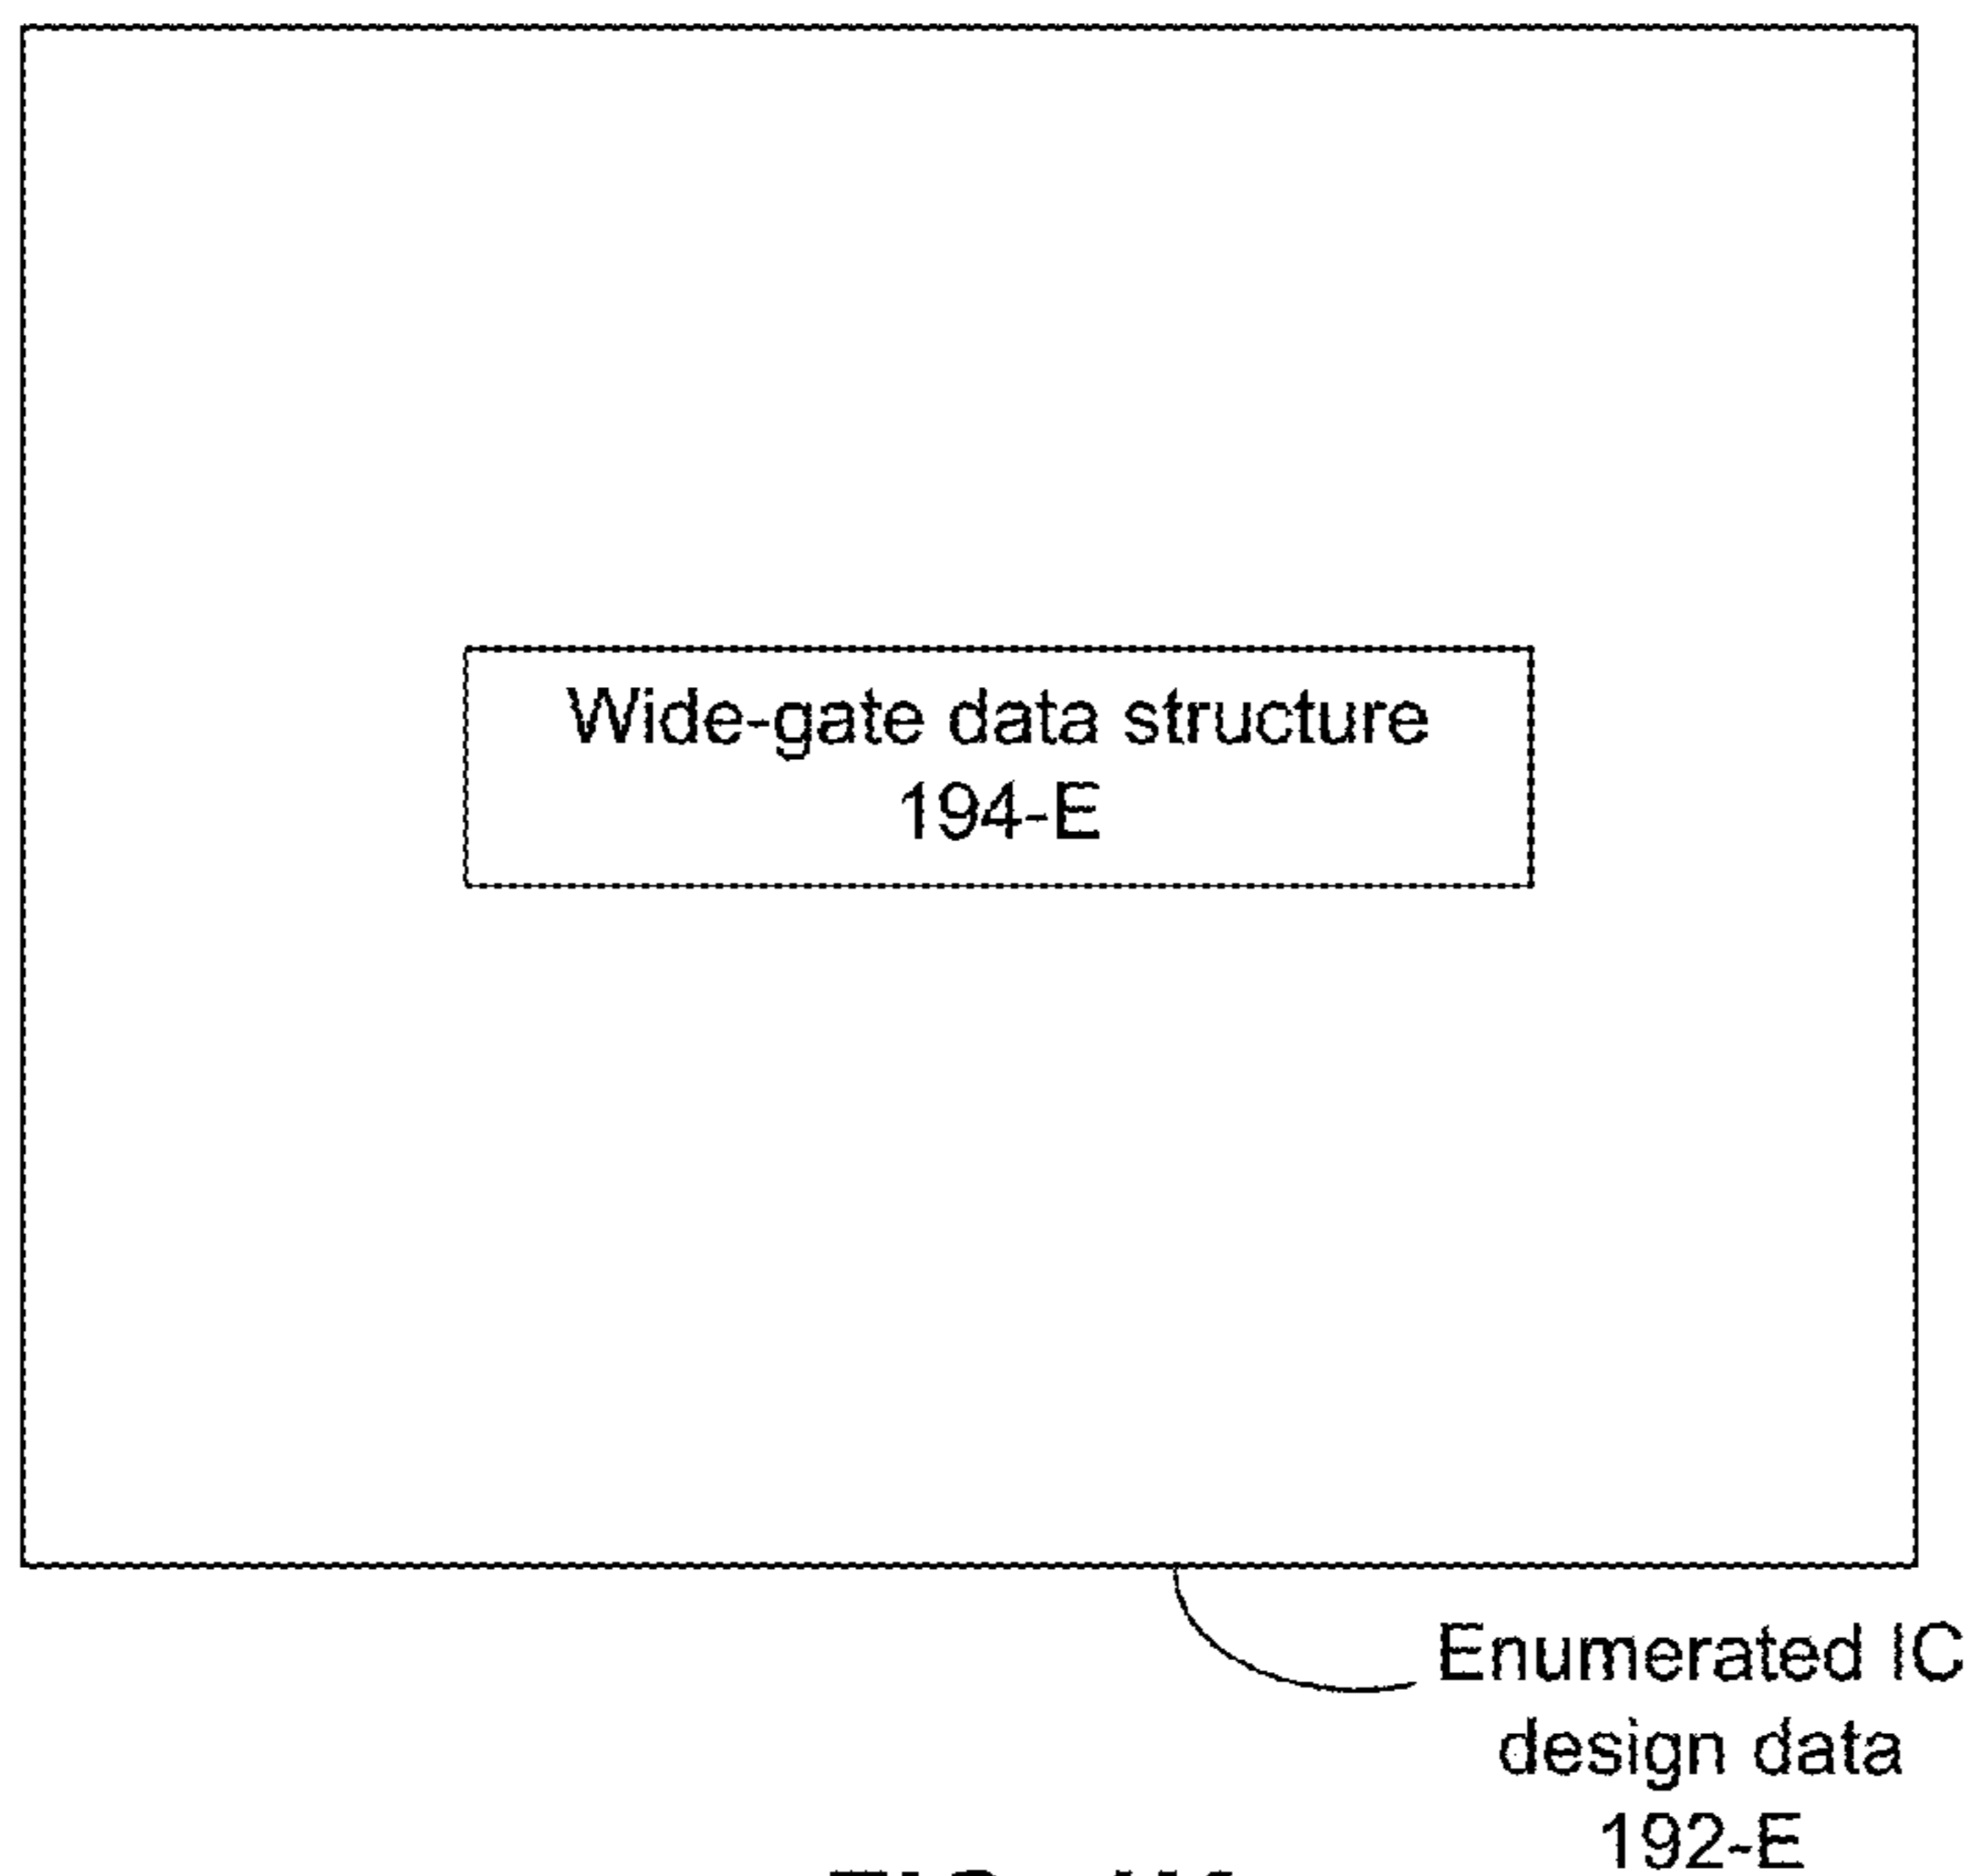 Wide-gate data structure
194-E
Enumerated IC
design data
192-E